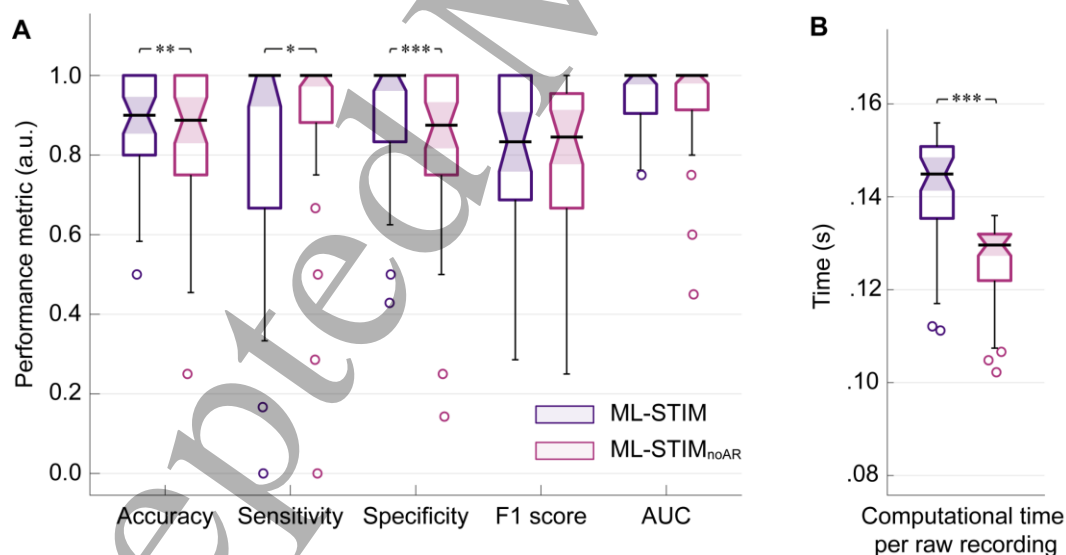 A
B
** * ***
***
Performance metric (a.u.)
1.0
0.8
0.6
0.4
0.2
0.0
ML-STIM
ML-STIMnoAR
Accuracy Sensitivity Specificity F1 score AUC
Time (s)
.16
.14
.12
.10
.08
Computational time
per raw recording
epted M